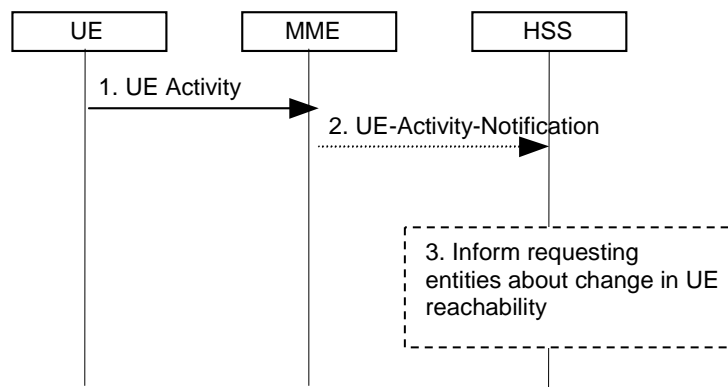 UE
MME
HSS
1. UE Activity
2. UE-Activity-Notification
3. Inform requesting
entities about change in UE
reachability